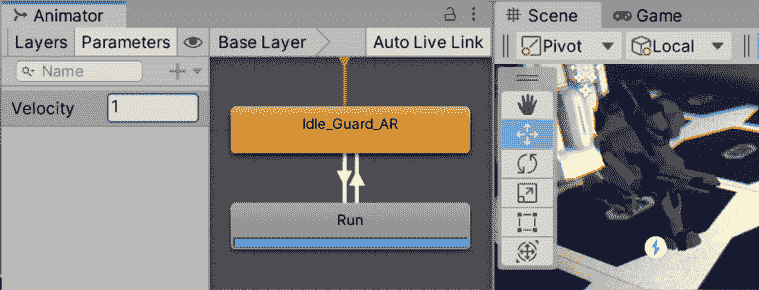 Animator
Layers Parameters
Base Layer
Auto Live Link
Name
Velocity 1
Idle_Guard_AR
Run
Scene
Game
Pivot
Local